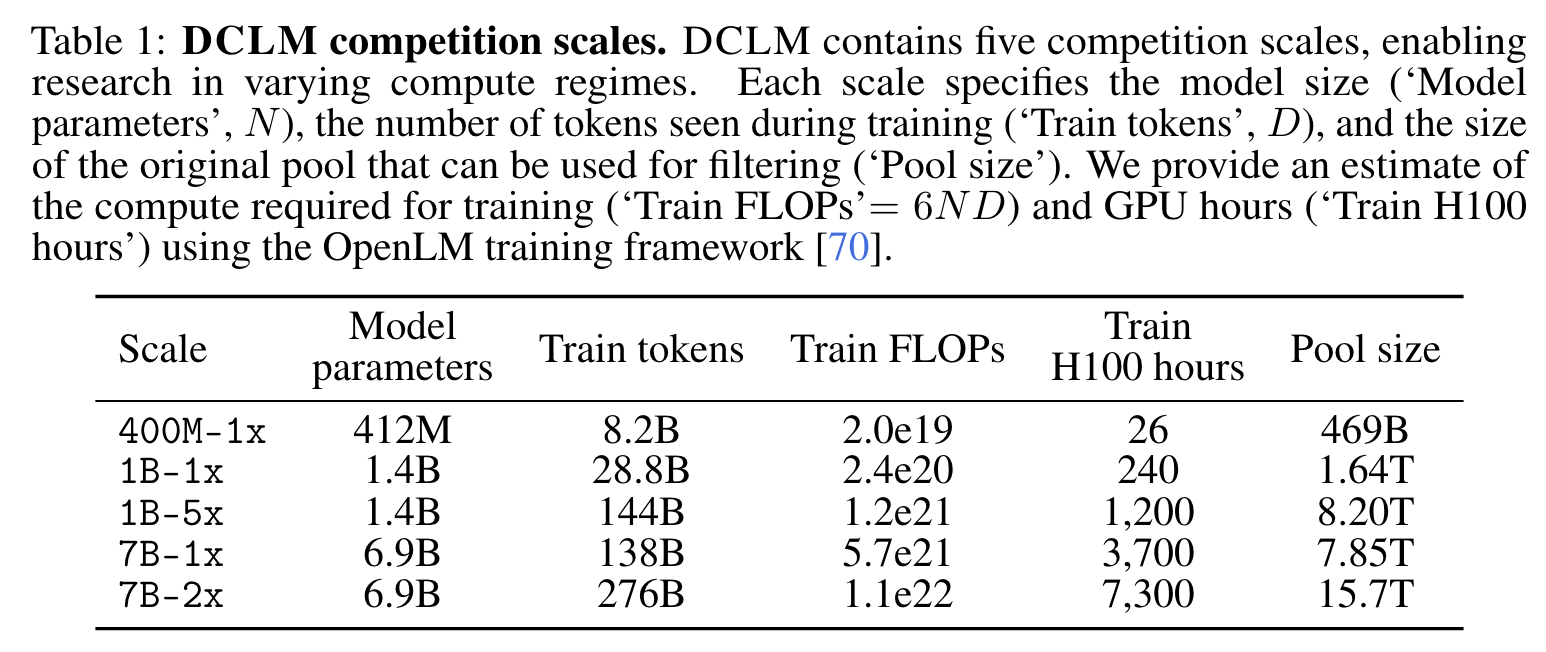 Table 1: DCLM competition scales. DCLM contains five competition scales, enabling
research in varying compute regimes. Each scale specifies the model size (‘Model
parameters’, N), the number of tokens seen during training (‘Train tokens’, D), and the size
of the original pool that can be used for filtering (‘Pool size’). We provide an estimate of
the compute required for training (‘Train FLOPs’= 6ND) and GPU hours (‘Train H100
hours’) using the OpenLM training framework [70].
Scale Model parameters Train tokens Train FLOPs Train H100 hours Pool size
400M-1x 412M 8.2B 2.0e19 26 469B
1B-1x 1.4B 28.8B 2.4e20 240 1.64T
1B-5x 1.4B 144B 1.2e21 1,200 8.20T
7B-1x 6.9B 138B 5.7e21 3,700 7.85T
7B-2x 6.9B 276B 1.1e22 7,300 15.7T